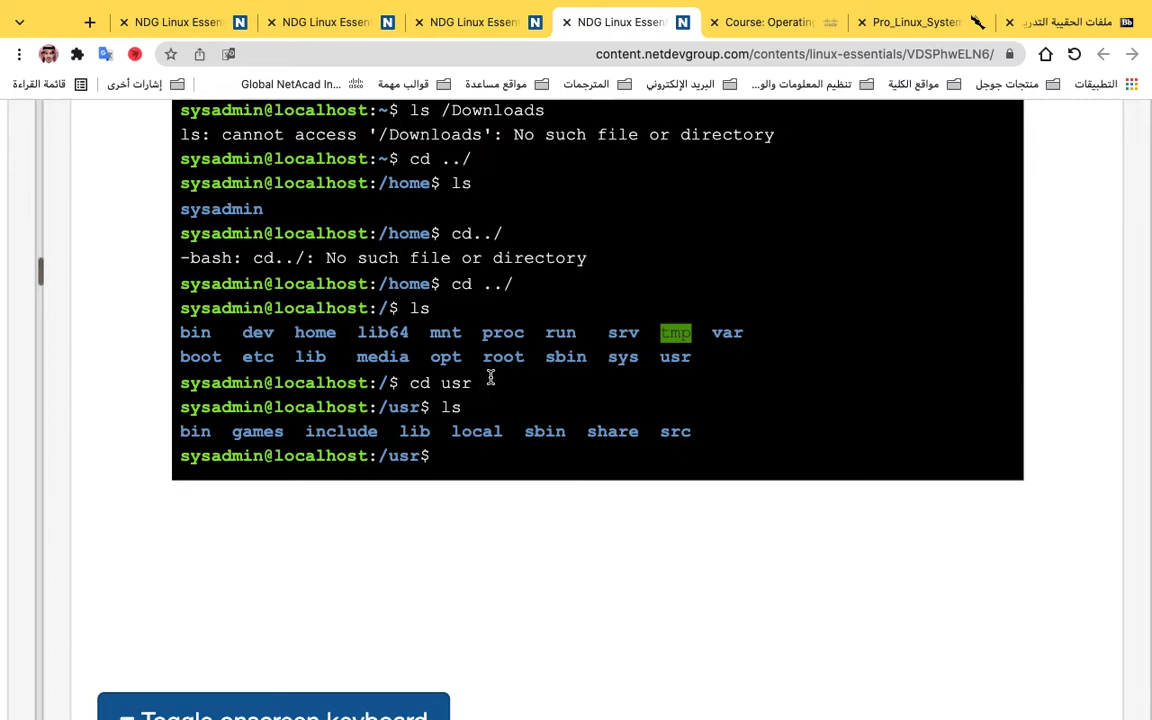 NDG Linux Essen
NDG Linux Essen
NDG Linux Essen
NDG Linux Essen
Course: Operating
Pro_Linux_System
ملفات الحقيبة التدري
Bb
content.netdevgroup.com/contents/linux-essentials/VDSPhwELN6/
التطبيقات
منتجات جوجل
مواقع الكلية
تنظيم المعلومات والو...
البريد الإلكتروني
المترجمات
مواقع مساعدة
قوالب مهمة
Global NetAcad In...
إشارات أخرى
قائمة القراءة
sysadmin@localhost:~$ ls /Downloads
ls: cannot access '/Downloads': No such file or directory
sysadmin@localhost:~$ cd ../
sysadmin@localhost:/home$ ls
sysadmin
sysadmin@localhost:/home$ cd../
-bash: cd../: No such file or directory
sysadmin@localhost:/home$ cd ../
sysadmin@localhost:/$ ls
bin dev home lib64 mnt proc run srv tmp var
boot etc lib media opt root sbin sys usr
sysadmin@localhost:/$ cd usr
sysadmin@localhost:/usr$ ls
bin games include lib local sbin share src
sysadmin@localhost:/usr$
Toggle onscreen keyboard